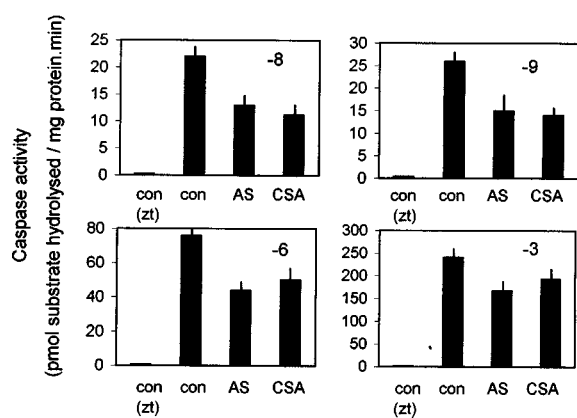 Caspase activity
(pmol substrate hydrolysed / mg protein.min)
25
20
15
10
5
0
-8
con con AS CSA
(zt)
30
25
20
15
10
5
0
-9
con con AS CSA
(zt)
80
60
40
20
0
-6
con con AS CSA
(zt)
300
250
200
150
100
50
0
-3
con con AS CSA
(zt)